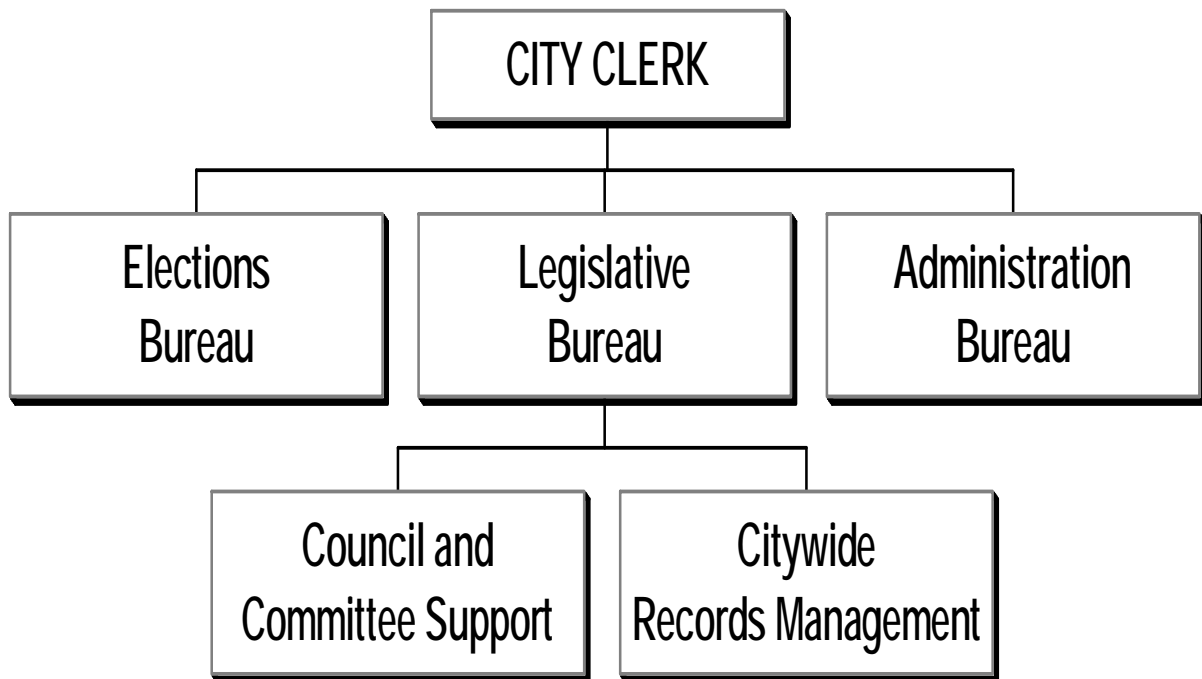 CITY CLERK
Elections
Bureau
Legislative
Bureau
Administration
Bureau
Council and
Committee Support
Citywide
Records Management